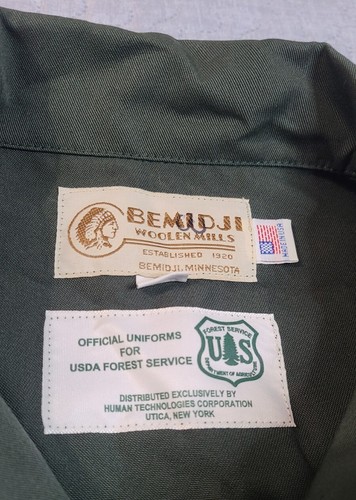 BEMIDJI
WOOLEN MILLS
ESTABLISHED 1920
BEMIDJI, MINNESOTA
MADE IN USA
OFFICIAL UNIFORMS
FOR
USDA FOREST SERVICE
FOREST SERVICE
US
DEPARTMENT OF AGRICULTURE
DISTRIBUTED EXCLUSIVELY BY
HUMAN TECHNOLOGIES CORPORATION
UTICA, NEW YORK